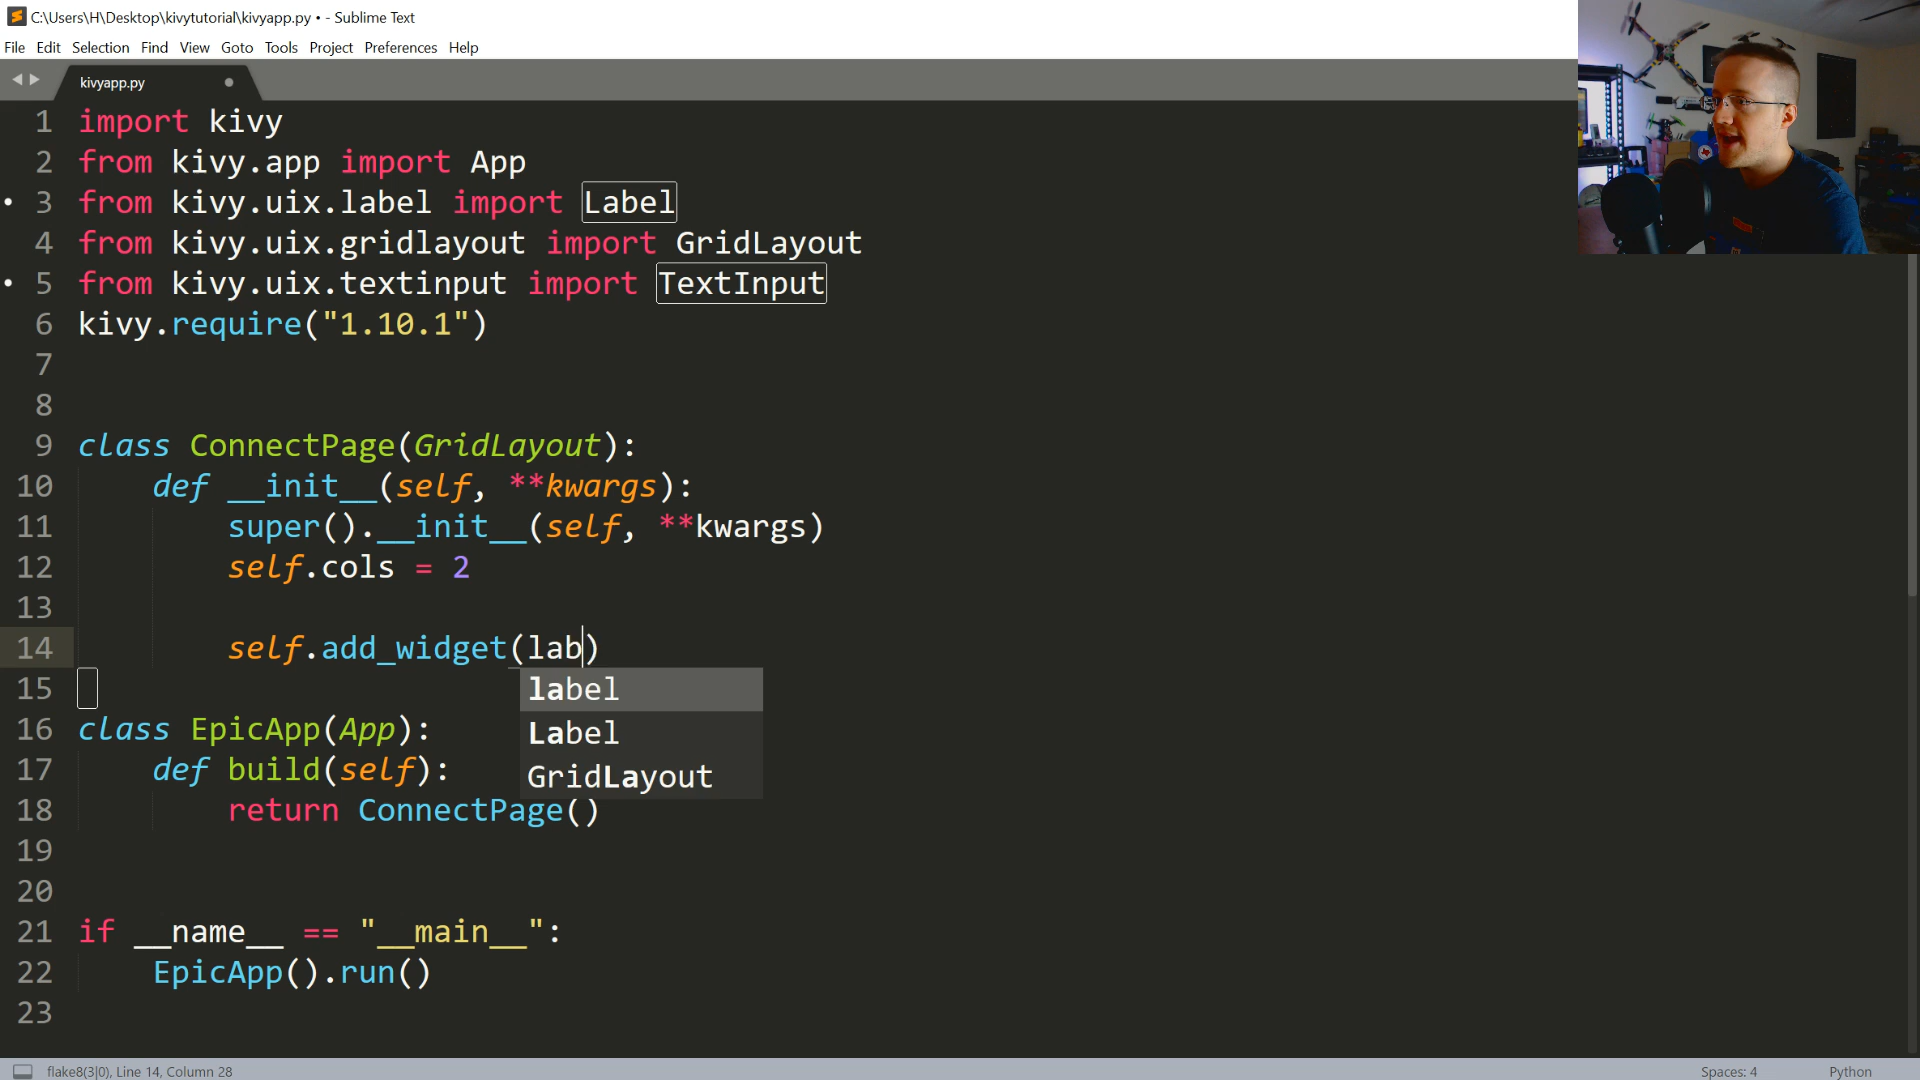 C:\Users\H\Desktop\kivytutorial\kivyapp.py • - Sublime Text
File Edit Selection Find View Goto Tools Project Preferences Help
kivyapp.py
1 import kivy
2 from kivy.app import App
3 from kivy.uix.label import Label
4 from kivy.uix.gridlayout import GridLayout
5 from kivy.uix.textinput import TextInput
6 kivy.require("1.10.1")
7
8
9 class ConnectPage(GridLayout):
10 def __init__(self, **kwargs):
11 super().__init__(self, **kwargs)
12 self.cols = 2
13
14 self.add_widget(lab)
15 label
Label
16 class EpicApp(App):
17 def build(self):
GridLayout
18 return ConnectPage()
19
20
21 if __name__ == "__main__":
22 EpicApp().run()
23
flake8(3|0), Line 14, Column 28 Spaces: 4 Python